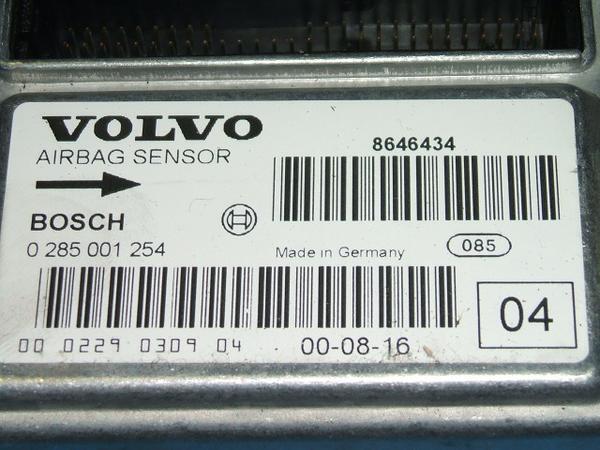 VOLVO
AIRBAG SENSOR
8646434
BOSCH
0 285 001 254
Made in Germany
085
04
00 0229 0309 04
00-08-16